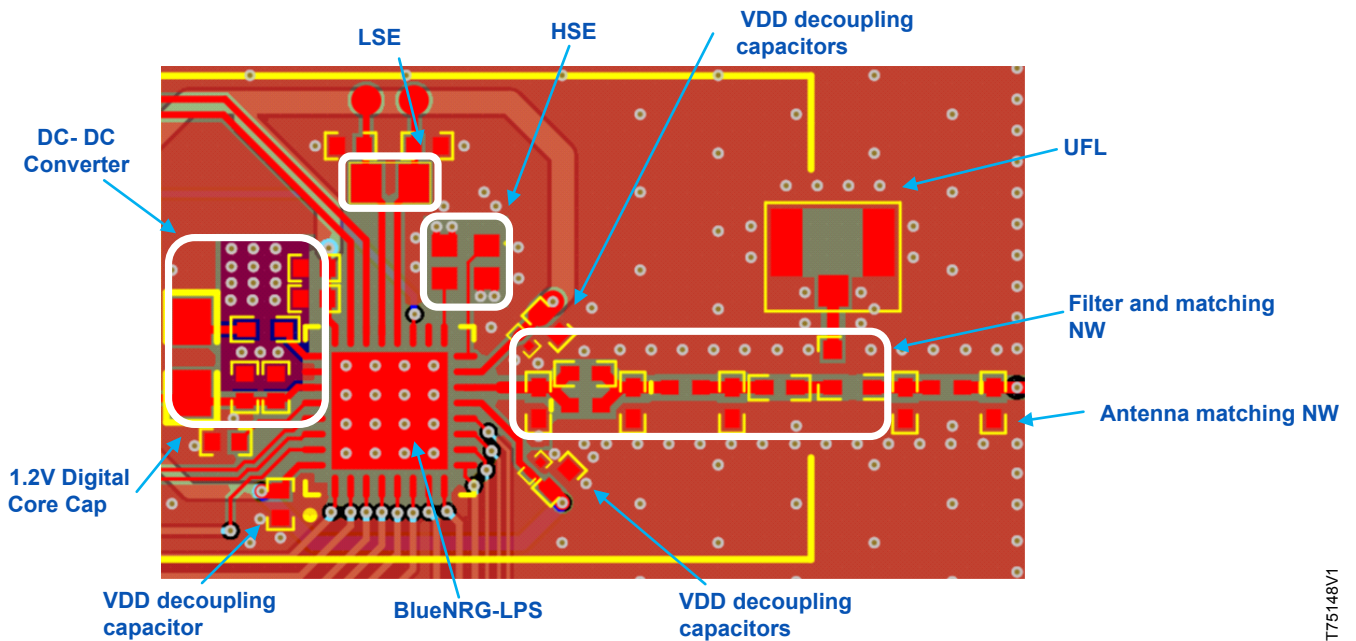 VDD decoupling
capacitors
LSE
HSE
DC- DC
Converter
UFL
Filter and matching
NW
Antenna matching NW
1.2V Digital
Core Cap
VDD decoupling
capacitor
BlueNRG-LPS
VDD decoupling
capacitors
T75148V1